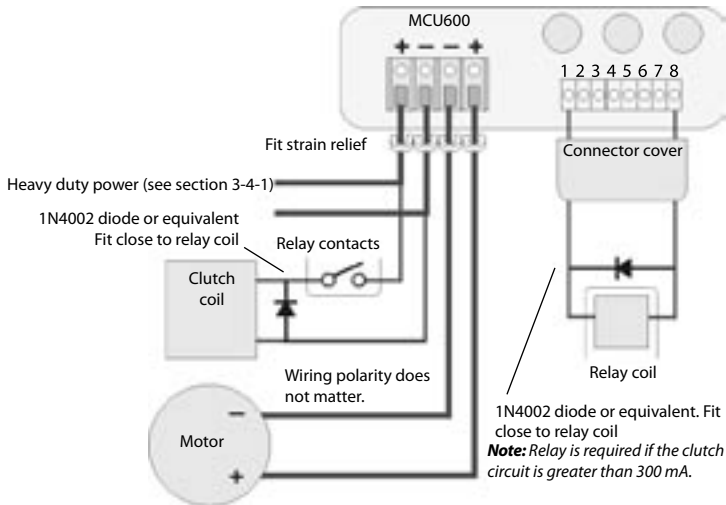 MCU600
+ − − +
1 2 3 4 5 6 7 8
Fit strain relief
Connector cover
Heavy duty power (see section 3-4-1)
1N4002 diode or equivalent
Fit close to relay coil
Relay contacts
Clutch
coil
Relay coil
Wiring polarity does
not matter.
−
Motor
+
1N4002 diode or equivalent. Fit
close to relay coil
Note: Relay is required if the clutch
circuit is greater than 300 mA.